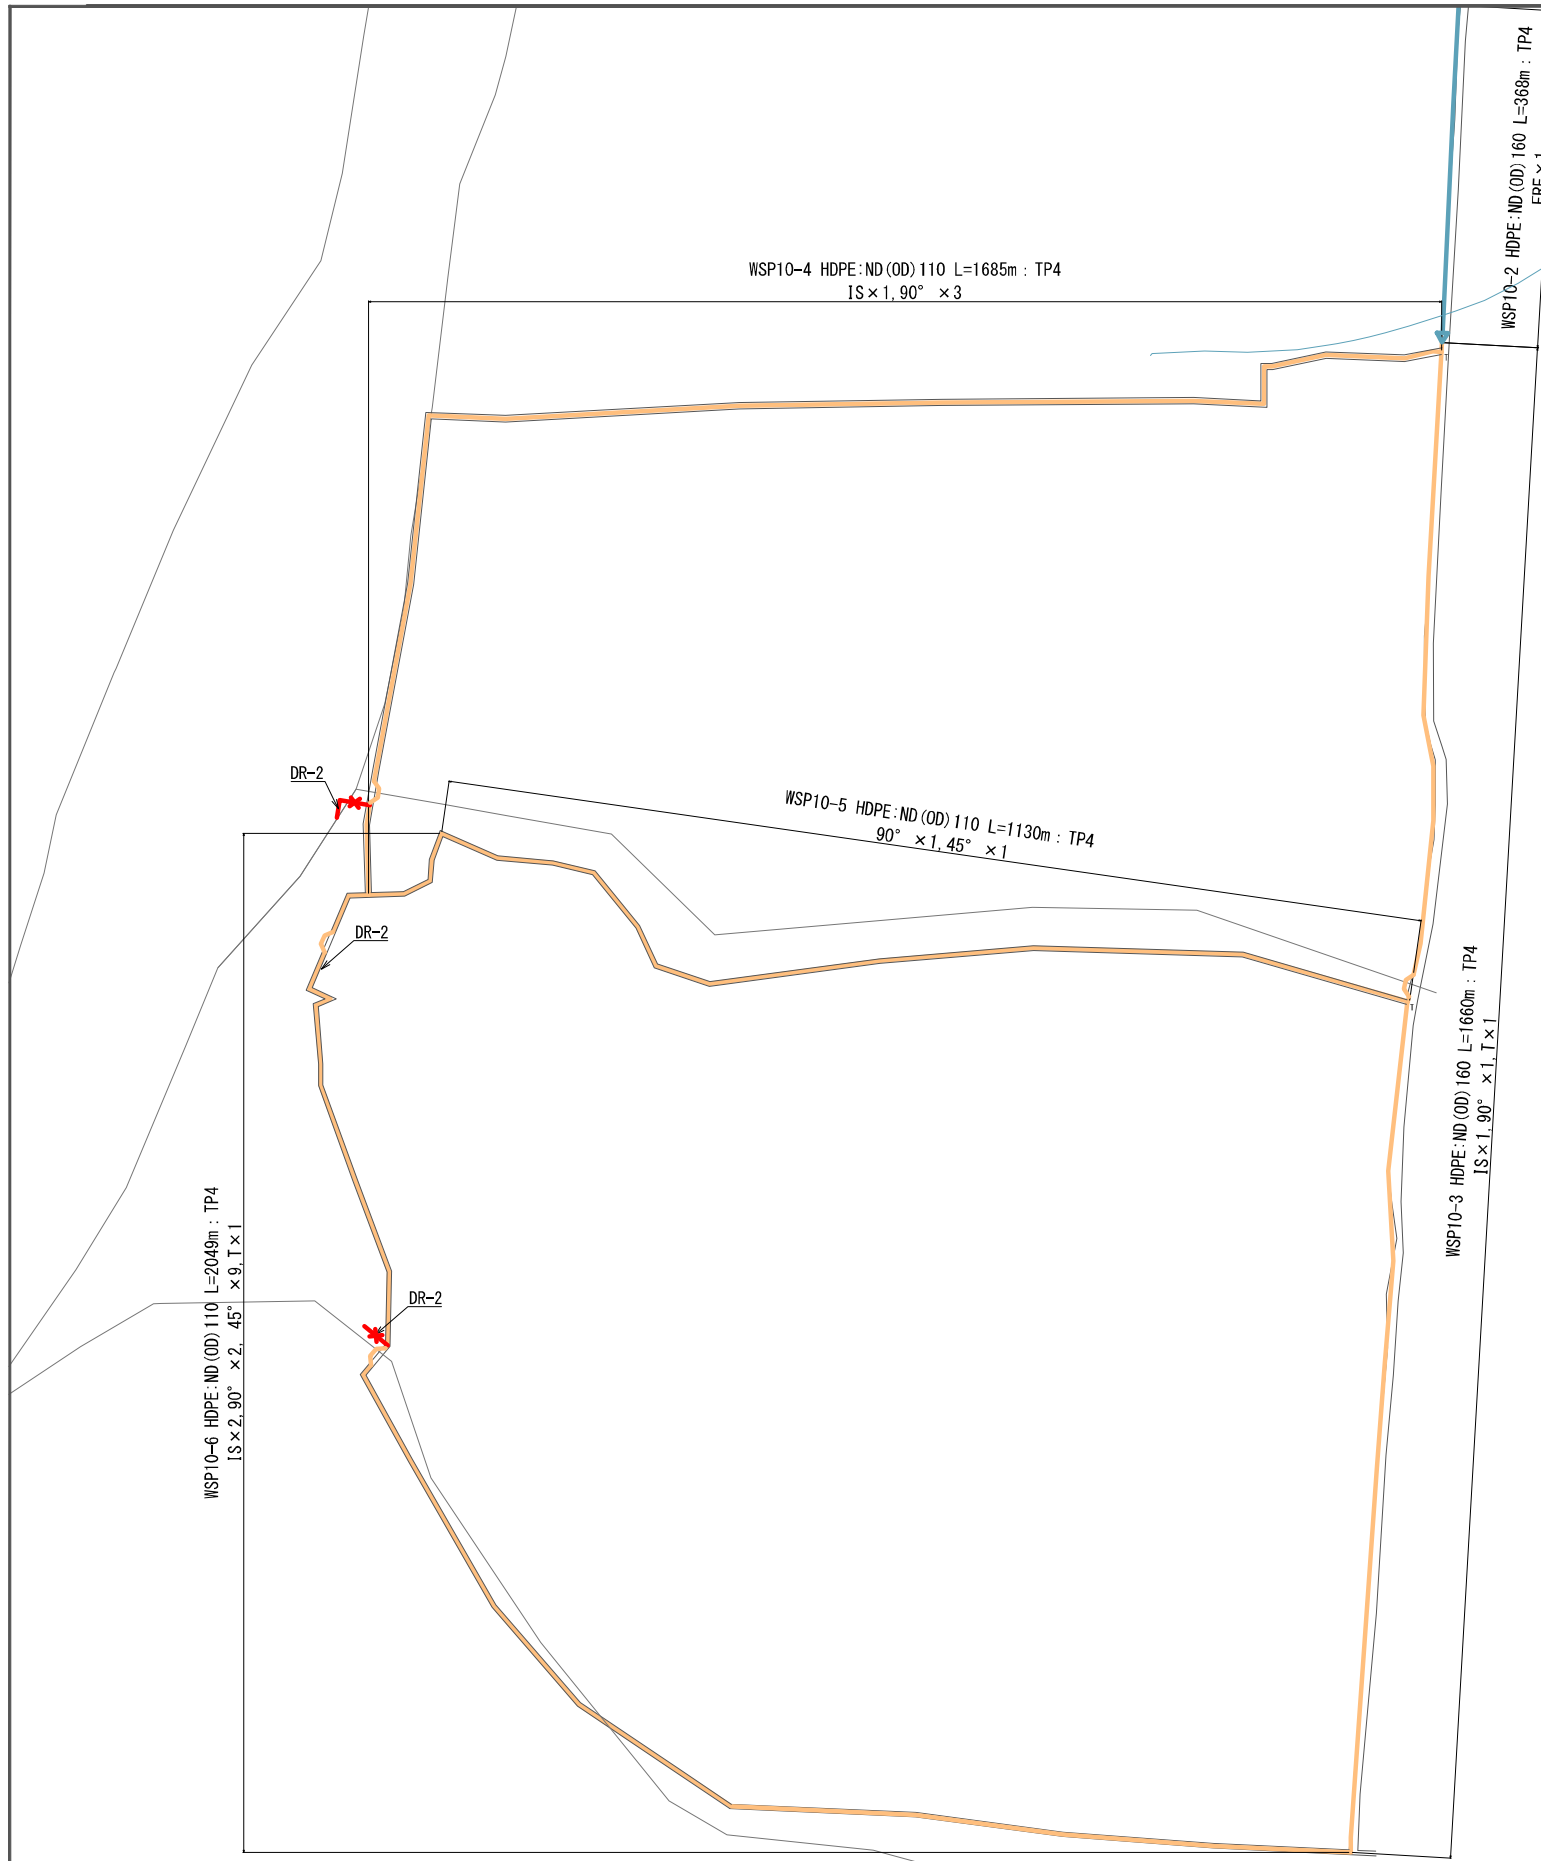 WSP10-2 HDPE:ND(OD)160 L=368m : TP4
WSP10-4 HDPE:ND(OD)110 L=1685m : TP4
IS×1,90° ×3
DR-2
WSP10-5 HDPE:ND(OD)110 L=1130m : TP4
90° ×1,45° ×1
DR-2
WSP10-3 HDPE:ND(OD)160 L=1660m : TP4
IS×1,90° ×1,T×1
WSP10-6 HDPE:ND(OD)110 L=2049m : TP4
IS×2,90° ×2, 45° ×9,T×1
DR-2